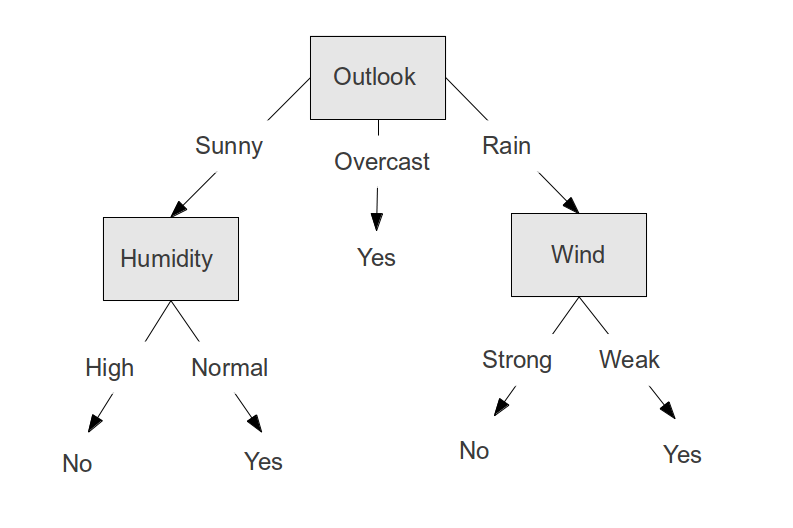 Outlook
Sunny
Overcast
Rain
Humidity
Yes
Wind
High
Normal
Strong
Weak
No
Yes
No
Yes